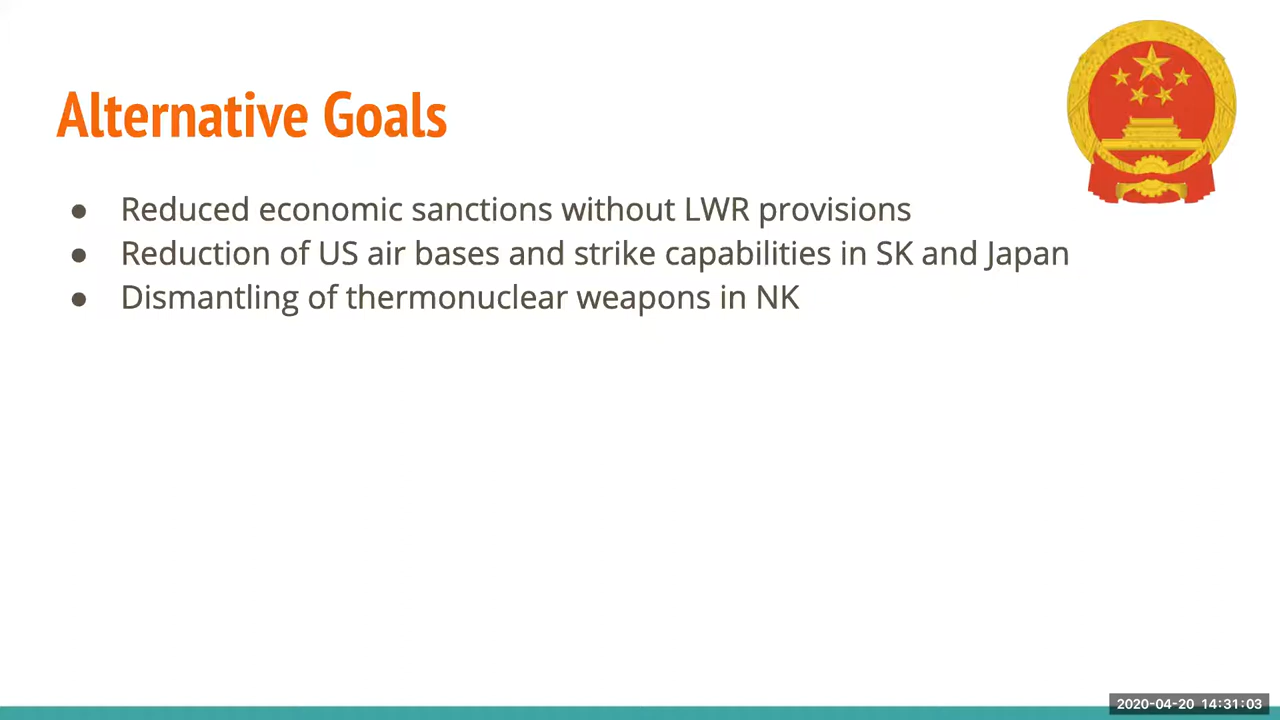 Alternative Goals
● Reduced economic sanctions without LWR provisions
● Reduction of US air bases and strike capabilities in SK and Japan
● Dismantling of thermonuclear weapons in NK
2020-04-20 14:31:03